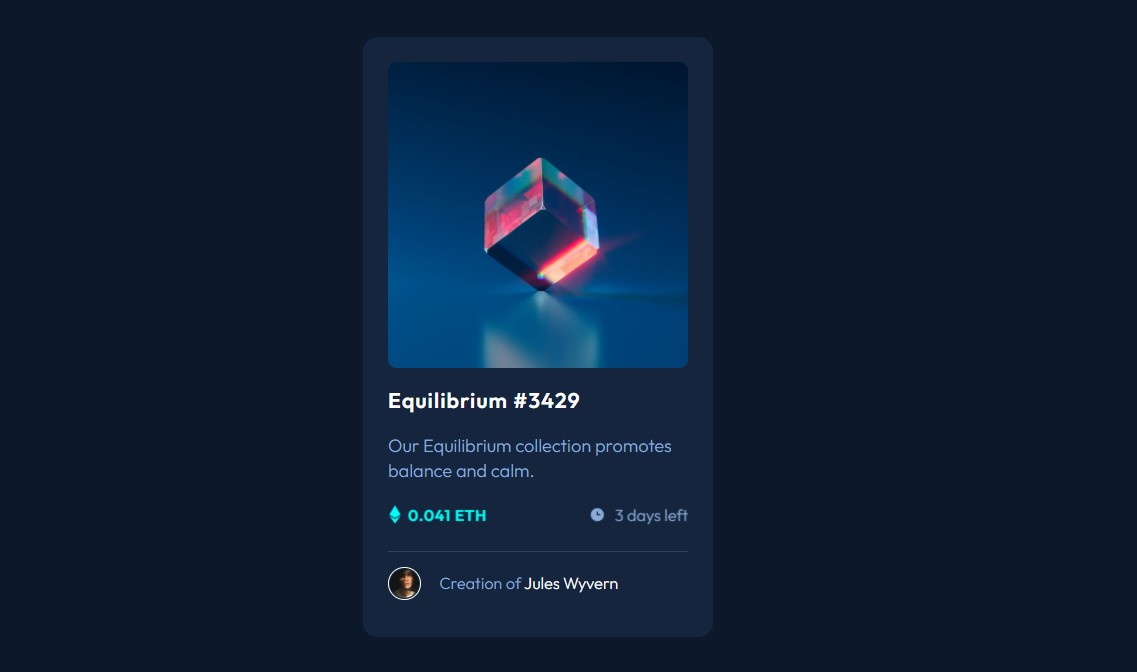 Equilibrium #3429
Our Equilibrium collection promotes
balance and calm.
0.041 ETH
3 days left
Creation of Jules Wyvern